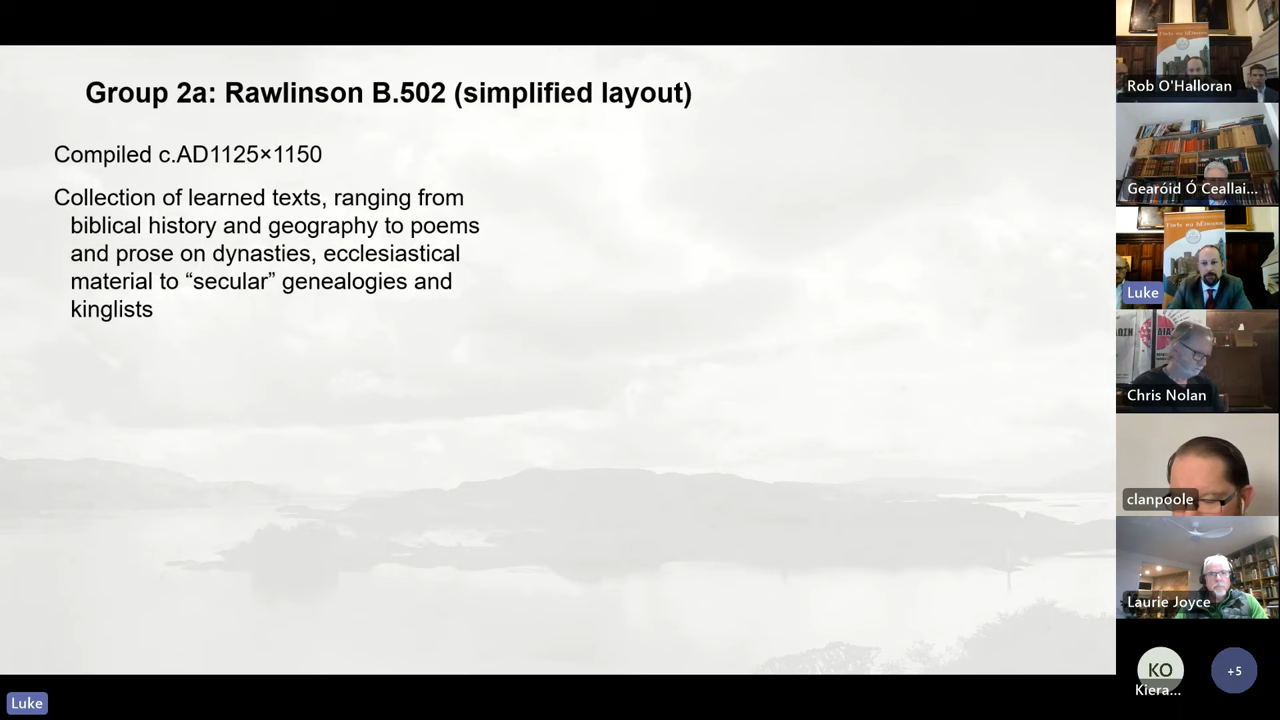 Group 2a: Rawlinson B.502 (simplified layout)
Compiled c.AD1125×1150
Collection of learned texts, ranging from
biblical history and geography to poems
and prose on dynasties, ecclesiastical
material to “secular” genealogies and
kinglists
Rob O'Halloran
Gearóid Ó Ceallai...
Luke
Chris Nolan
clanpoole
Laurie Joyce
KO
Kiera...
+5
Luke